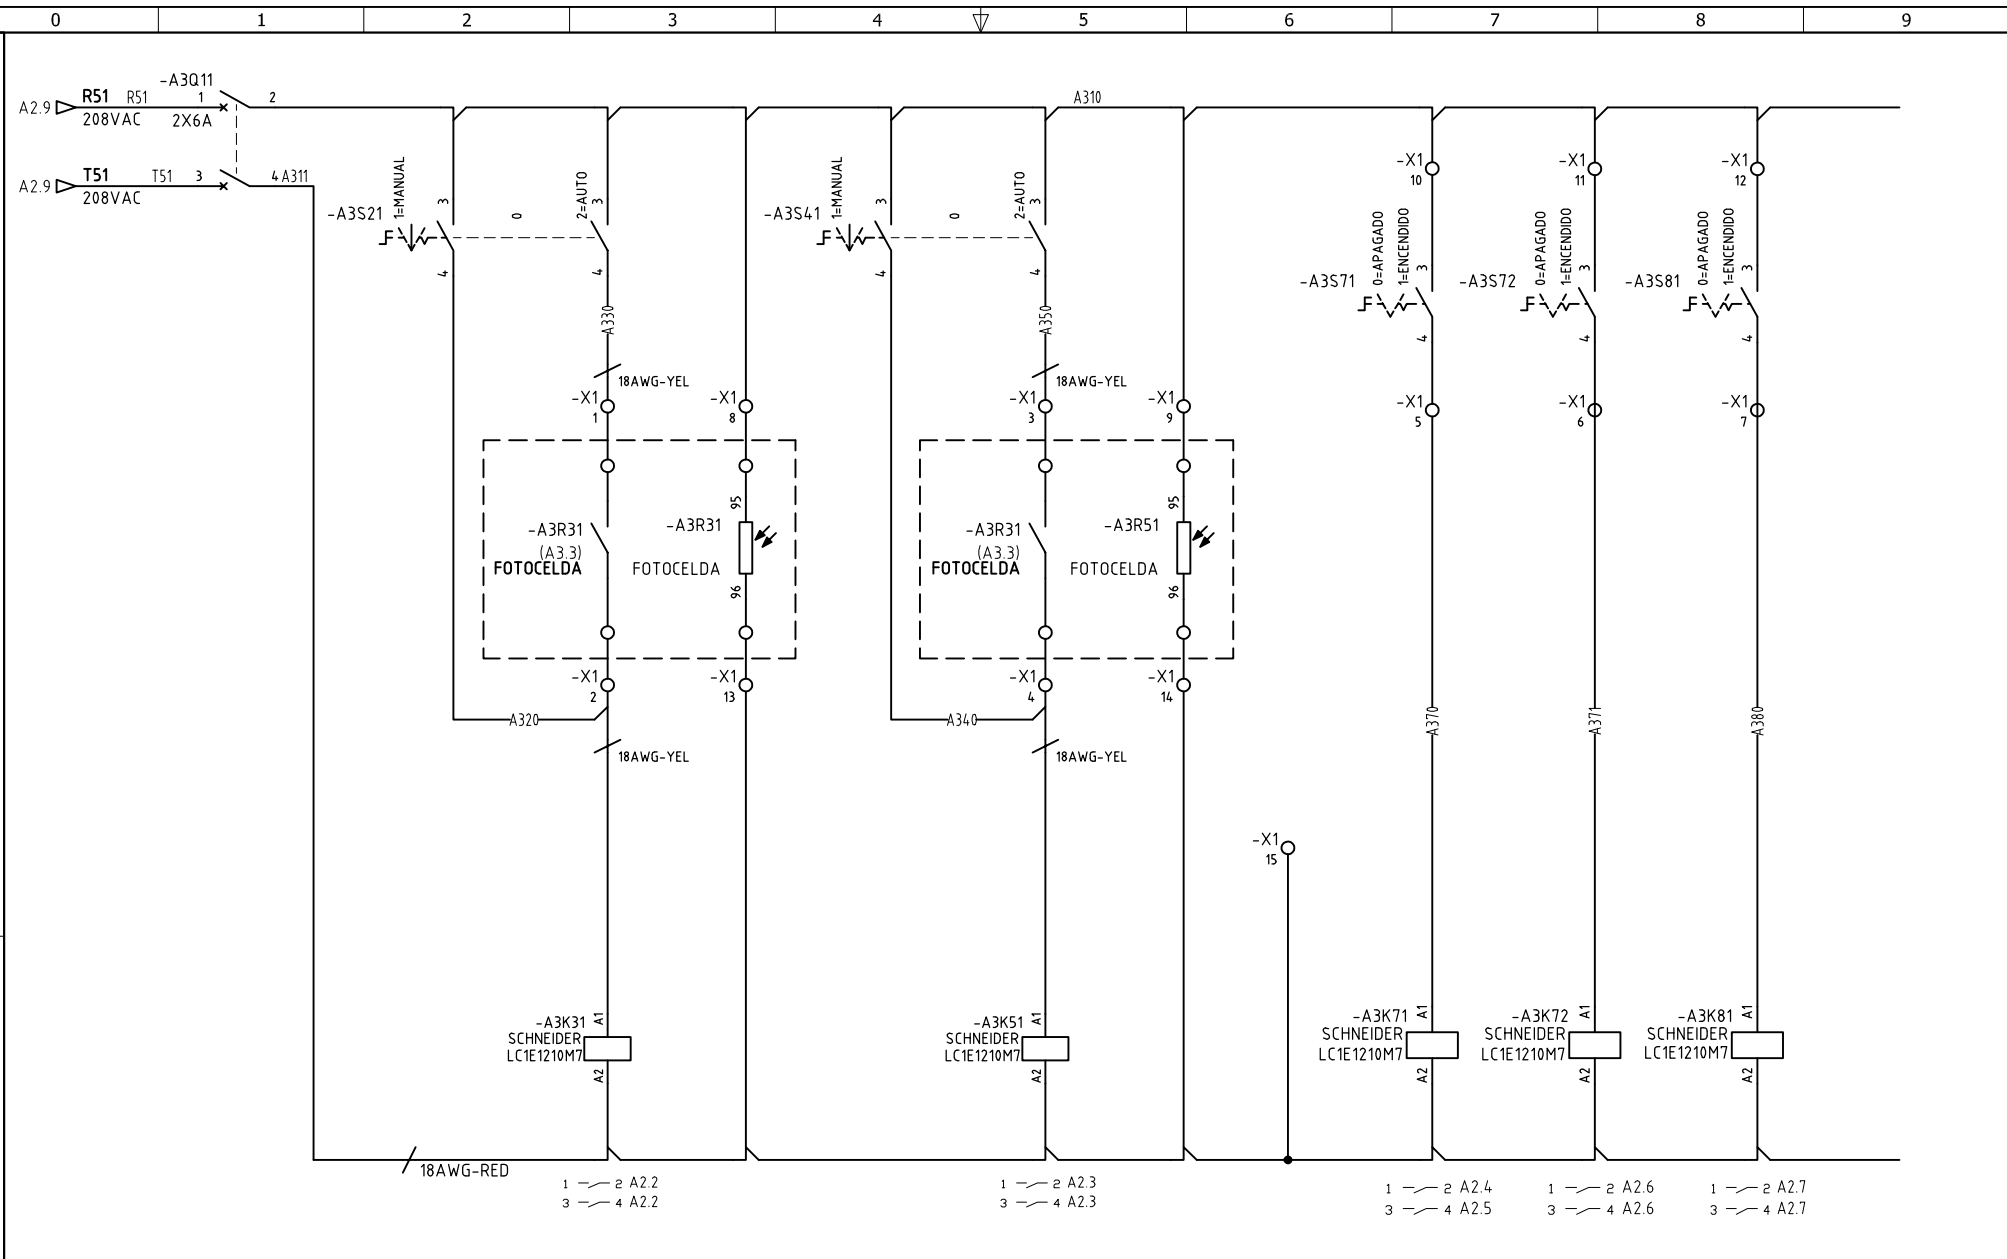 0 1 2 3 4 5 6 7 8 9
-A3Q11
A2.9 R51 R51 1 2
208VAC 2X6A
A310
A2.9 T51 T51 3 4 A311
208VAC
-A3S21 1=MANUAL 3 4
0
2=AUTO 3 4
-A3S41 1=MANUAL 3 4
0
2=AUTO 3 4
-X1 10
-X1 11
-X1 12
-A3S71 0=APAGADO 1=ENCENDIDO 3 4
-A3S72 0=APAGADO 1=ENCENDIDO 3 4
-A3S81 0=APAGADO 1=ENCENDIDO 3 4
A330
A350
18AWG-YEL
18AWG-YEL
-X1 1
-X1 8
-X1 3
-X1 9
-X1 5
-X1 6
-X1 7
-A3R31
(A3.3)
FOTOCELDA
95
-A3R31
FOTOCELDA
96
-A3R31
(A3.3)
FOTOCELDA
95
-A3R51
FOTOCELDA
96
-X1 2
-X1 13
-X1 4
-X1 14
A320
A340
A370
A371
A380
18AWG-YEL
18AWG-YEL
-X1 15
-A3K31 A1
SCHNEIDER
LC1E1210M7
A2
-A3K51 A1
SCHNEIDER
LC1E1210M7
A2
-A3K71 A1
SCHNEIDER
LC1E1210M7
A2
-A3K72 A1
SCHNEIDER
LC1E1210M7
A2
-A3K81 A1
SCHNEIDER
LC1E1210M7
A2
18AWG-RED
1 2 A2.2
3 4 A2.2
1 2 A2.3
3 4 A2.3
1 2 A2.4
3 4 A2.5
1 2 A2.6
3 4 A2.6
1 2 A2.7
3 4 A2.7